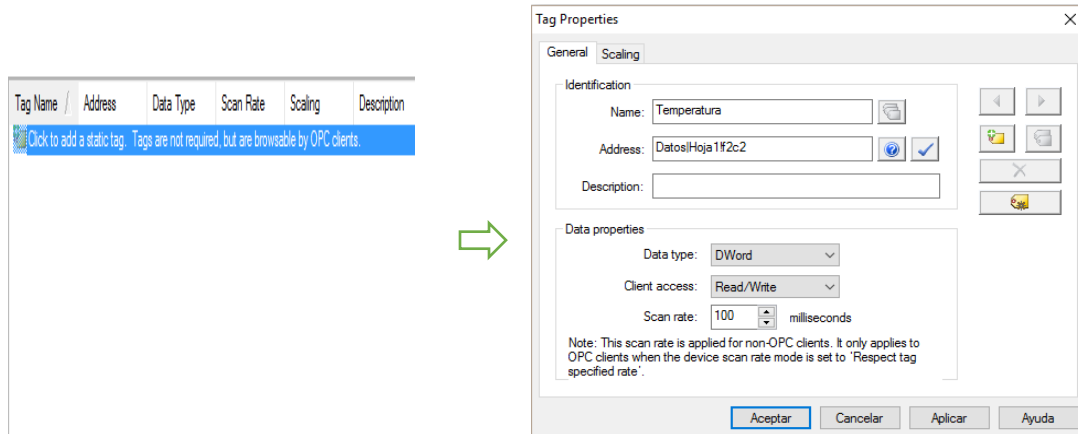 Tag Name Address Data Type Scan Rate Scaling Description
Click to add a static tag. Tags are not required, but are browsable by OPC clients.
Tag Properties
General Scaling
Identification
Name: Temperatura
Address: Datos|Hoja1!f2c2
Description:
Data properties
Data type: DWord
Client access: Read/Write
Scan rate: 100 milliseconds
Note: This scan rate is applied for non-OPC clients. It only applies to
OPC clients when the device scan rate mode is set to 'Respect tag
specified rate'.
Aceptar Cancelar Aplicar Ayuda